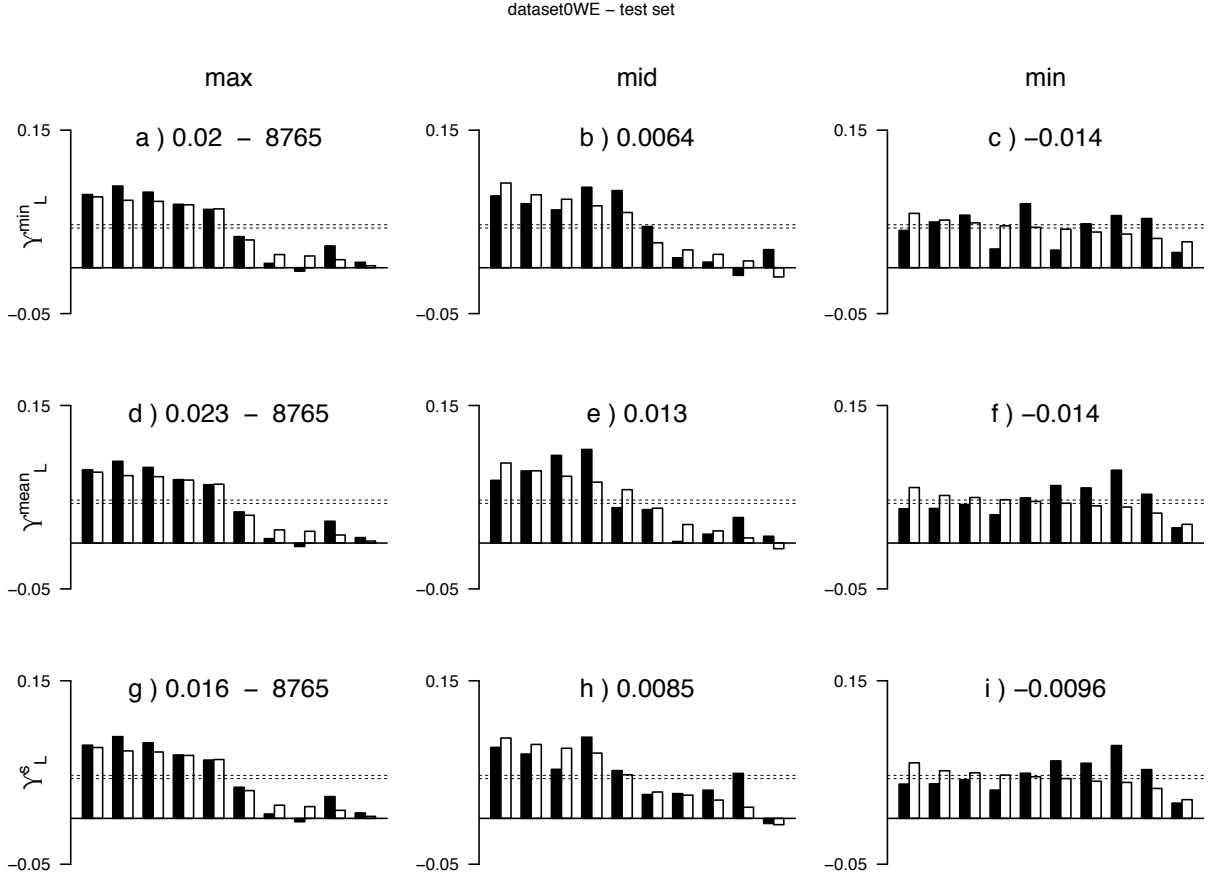 dataset0WE − test set
max mid min
a ) 0.02 − 8765 b ) 0.0064 c ) −0.014
0.15 0.15 0.15
ϒ^min_L
−0.05 −0.05 −0.05
d ) 0.023 − 8765 e ) 0.013 f ) −0.014
0.15 0.15 0.15
ϒ^mean_L
−0.05 −0.05 −0.05
g ) 0.016 − 8765 h ) 0.0085 i ) −0.0096
0.15 0.15 0.15
ϒ^s_L
−0.05 −0.05 −0.05